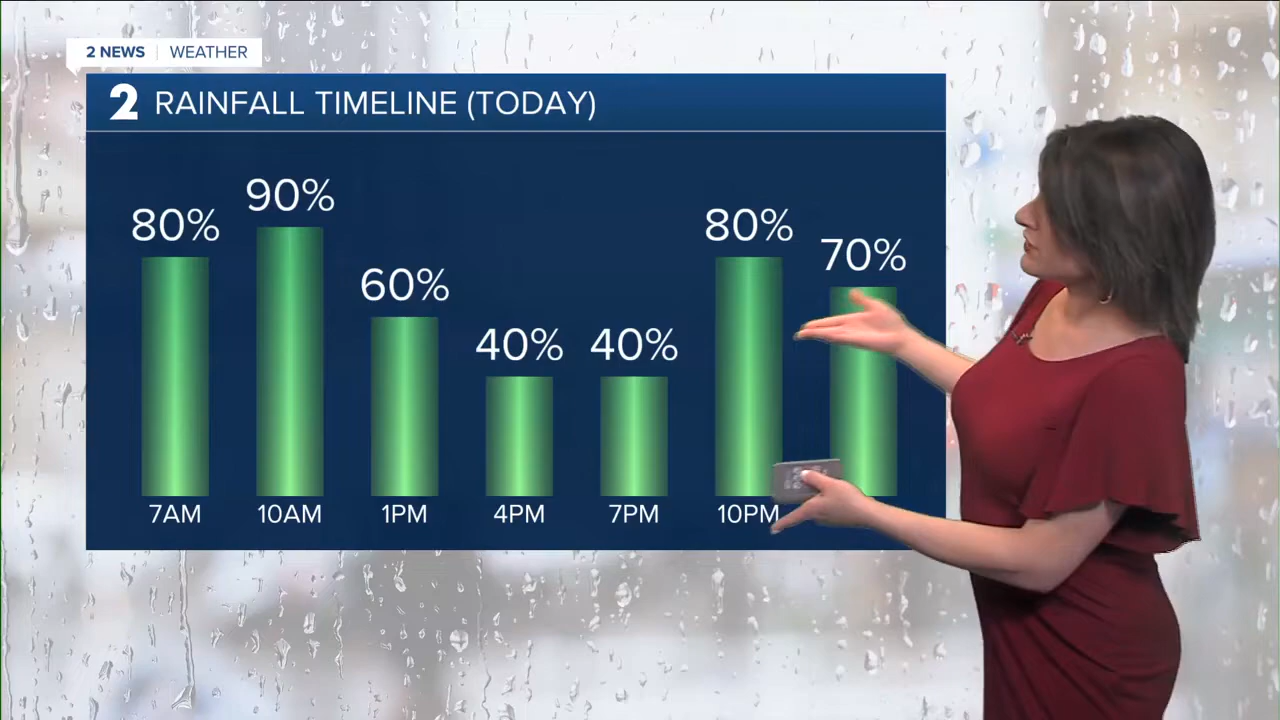 2 NEWS | WEATHER
2 RAINFALL TIMELINE (TODAY)
80% 90% 60% 40% 40% 80% 70%
7AM 10AM 1PM 4PM 7PM 10PM